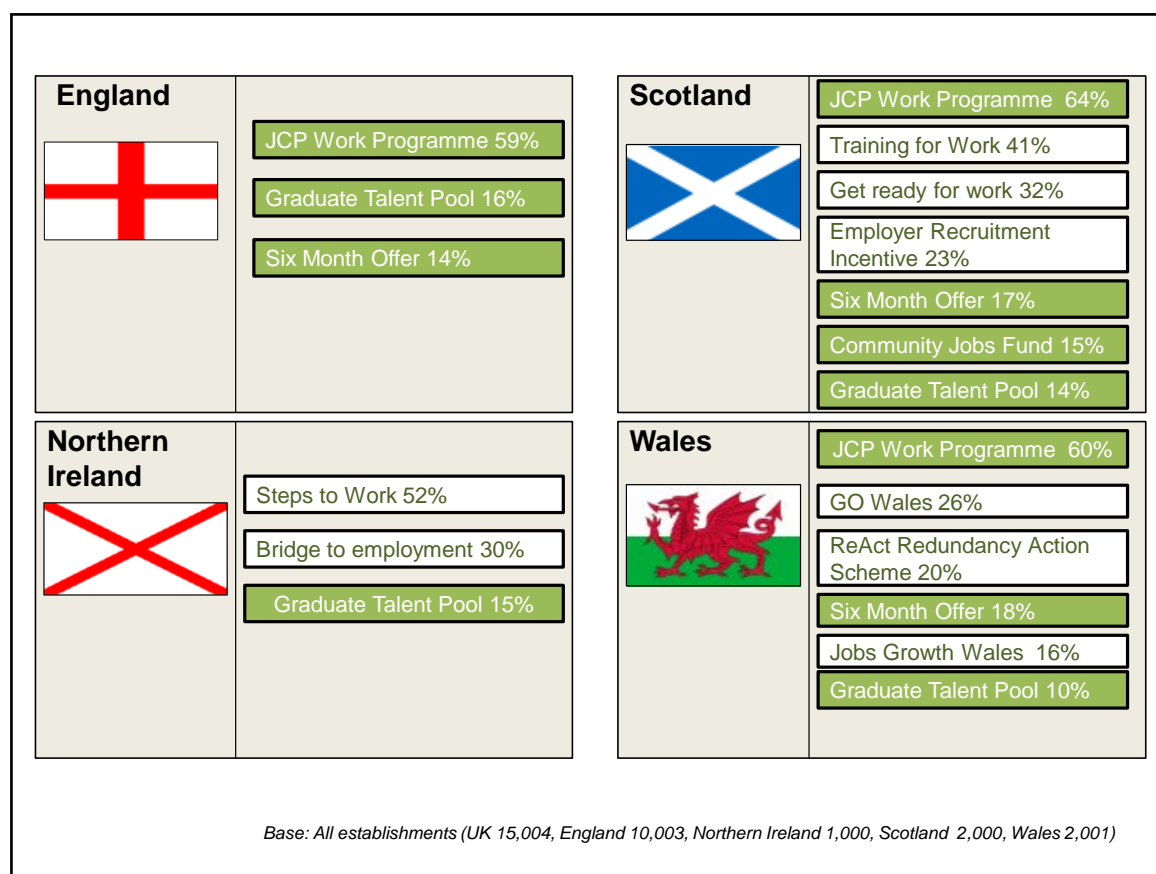 England
JCP Work Programme 59%
Graduate Talent Pool 16%
Six Month Offer 14%
Scotland
JCP Work Programme 64%
Training for Work 41%
Get ready for work 32%
Employer Recruitment
Incentive 23%
Six Month Offer 17%
Community Jobs Fund 15%
Graduate Talent Pool 14%
Northern
Ireland
Steps to Work 52%
Bridge to employment 30%
Graduate Talent Pool 15%
Wales
JCP Work Programme 60%
GO Wales 26%
ReAct Redundancy Action
Scheme 20%
Six Month Offer 18%
Jobs Growth Wales 16%
Graduate Talent Pool 10%
Base: All establishments (UK 15,004, England 10,003, Northern Ireland 1,000, Scotland 2,000, Wales 2,001)